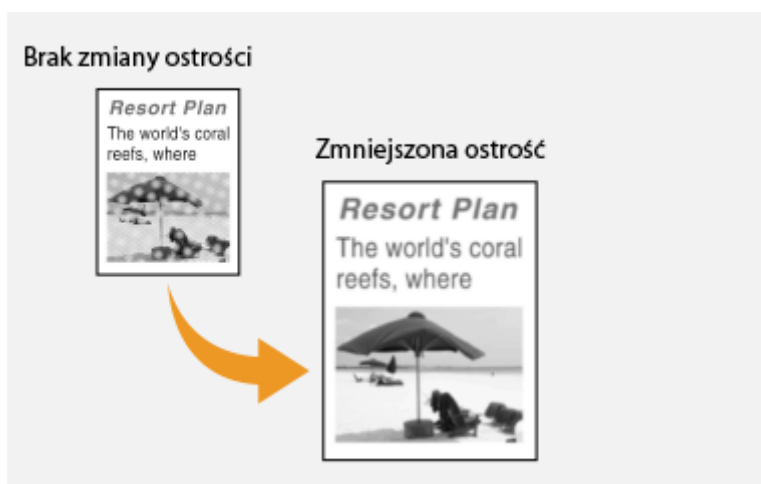 Brak zmiany ostrości
Resort Plan
The world's coral
reefs, where
Zmniejszona ostrość
Resort Plan
The world's coral
reefs, where